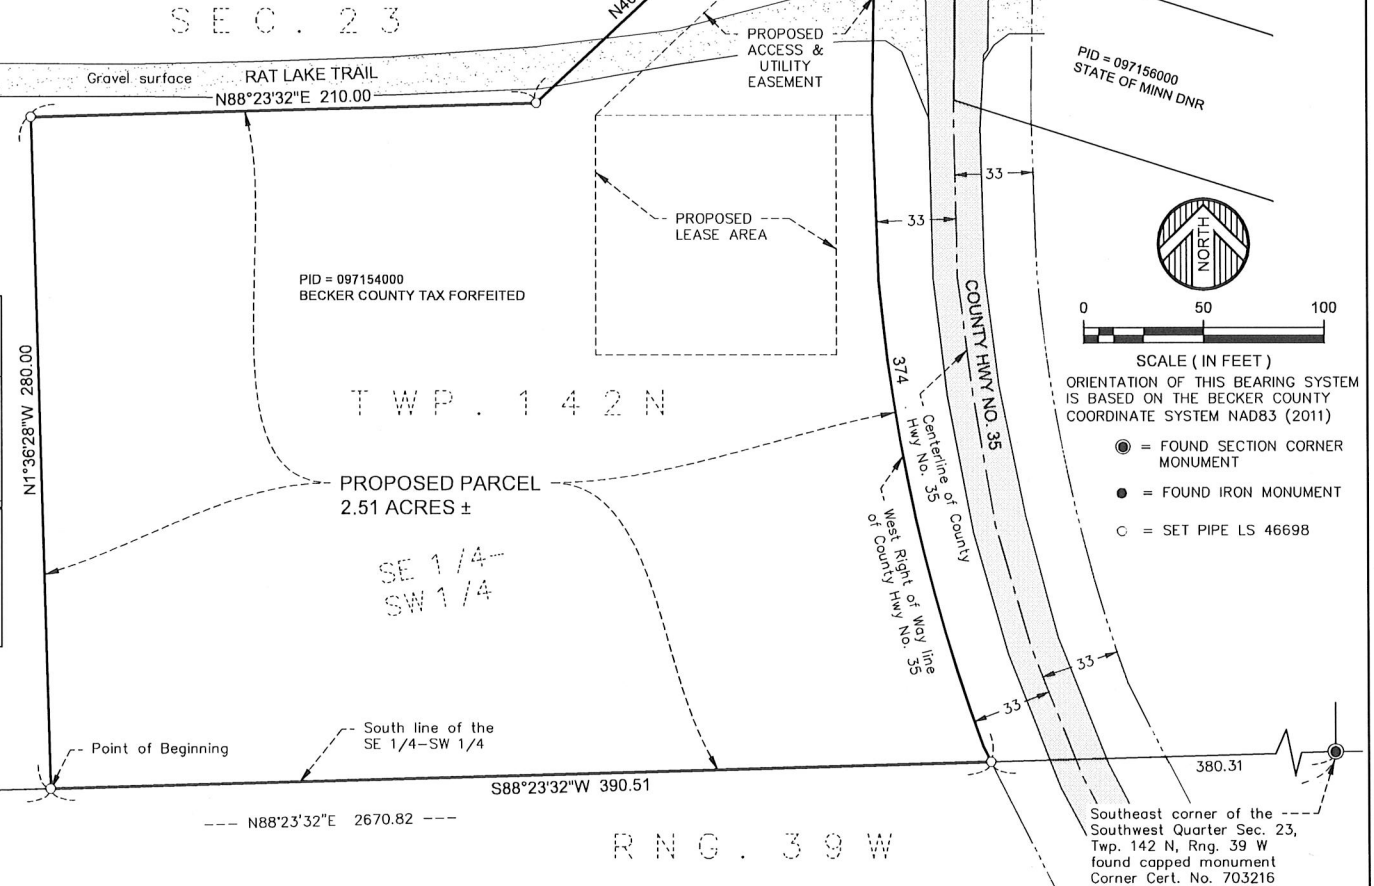 SEC. 23
N46
PROPOSED
ACCESS &
UTILITY
EASEMENT
PID = 097156000
STATE OF MINN DNR
Gravel surface
RAT LAKE TRAIL
N88°23'32"E 210.00
33
33
PROPOSED
LEASE AREA
NORTH
PID = 097154000
BECKER COUNTY TAX FORFEITED
COUNTY HWY NO. 35
0 50 100
SCALE ( IN FEET )
ORIENTATION OF THIS BEARING SYSTEM
IS BASED ON THE BECKER COUNTY
COORDINATE SYSTEM NAD83 (2011)
N1°36'28"W 280.00
374
TWP. 142N
Centerline of County
Hwy No. 35
= FOUND SECTION CORNER
MONUMENT
= FOUND IRON MONUMENT
= SET PIPE LS 46698
PROPOSED PARCEL
2.51 ACRES ±
West Right of Way line
of County Hwy No. 35
SE 1/4-
SW 1/4
33
33
South line of the
SE 1/4-SW 1/4
Point of Beginning
380.31
S88°23'32"W 390.51
N88°23'32"E 2670.82
RNG. 39W
Southeast corner of the
Southwest Quarter Sec. 23,
Twp. 142 N, Rng. 39 W
found capped monument
Corner Cert. No. 703216